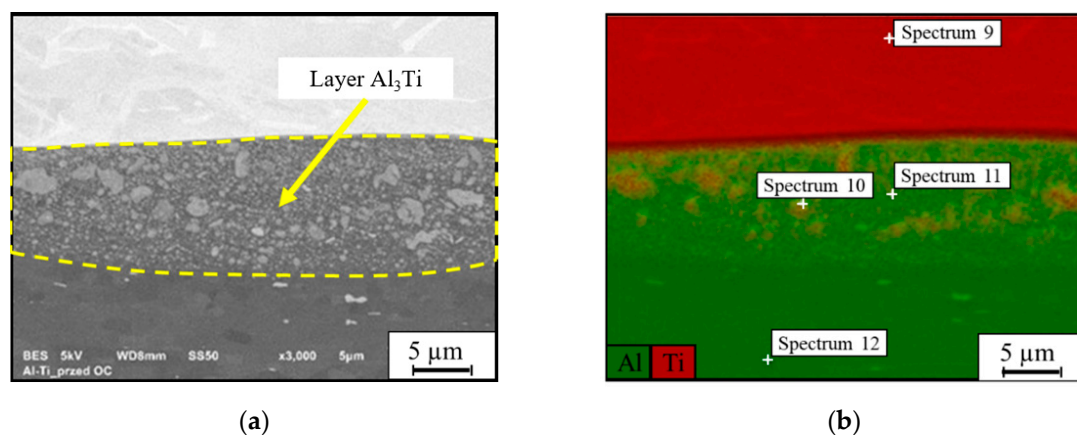 Layer Al₃Ti
BES 5kV WD8mm SS50 x3,000 5µm
Al-Ti_przed OC
5 µm
(a)
Spectrum 9
Spectrum 11
Spectrum 10
Spectrum 12
Al Ti
5 µm
(b)